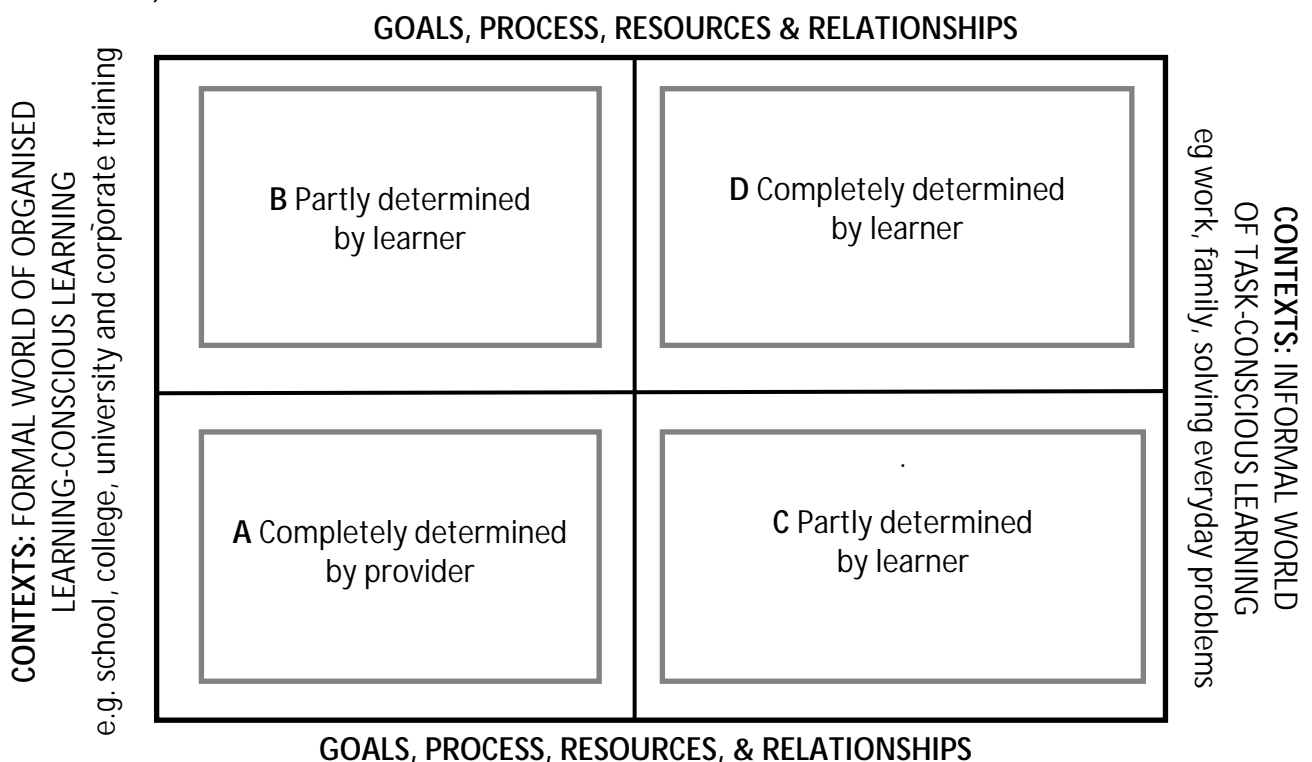 GOALS, PROCESS, RESOURCES & RELATIONSHIPS
CONTEXTS: FORMAL WORLD OF ORGANISED
LEARNING-CONSCIOUS LEARNING
e.g. school, college, university and corporate training
B Partly determined
by learner
D Completely determined
by learner
A Completely determined
by provider
C Partly determined
by learner
CONTEXTS: INFORMAL WORLD
OF TASK-CONSCIOUS LEARNING
eg work, family, solving everyday problems
GOALS, PROCESS, RESOURCES, & RELATIONSHIPS